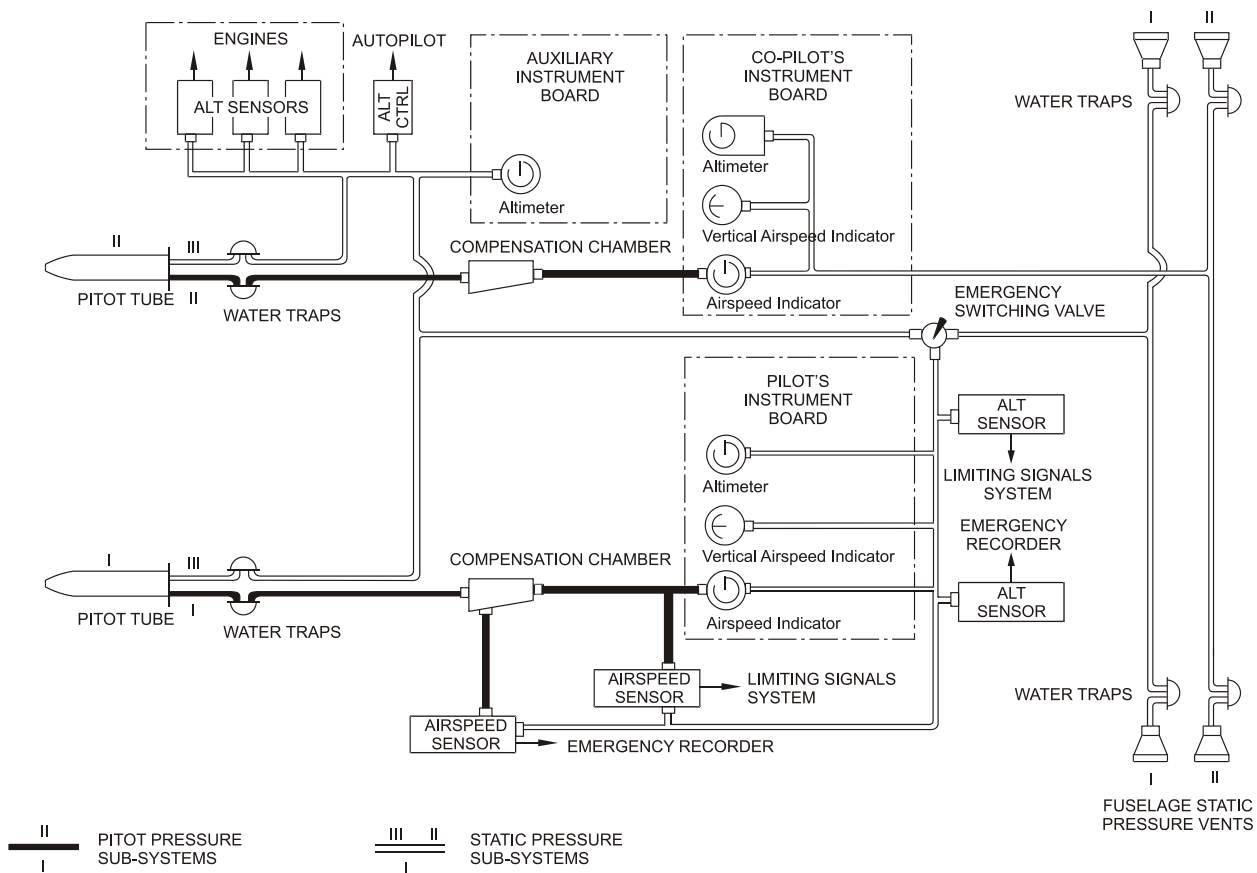 I
II
ENGINES
AUTOPILOT
AUXILIARY
INSTRUMENT
BOARD
CO-PILOT'S
INSTRUMENT
BOARD
ALT SENSORS
ALT
CTRL
WATER TRAPS
Altimeter
Altimeter
Vertical Airspeed Indicator
II
III
COMPENSATION CHAMBER
PITOT TUBE
II
WATER TRAPS
Airspeed Indicator
EMERGENCY
SWITCHING VALVE
PILOT'S
INSTRUMENT
BOARD
ALT
SENSOR
LIMITING SIGNALS
SYSTEM
Altimeter
EMERGENCY
RECORDER
Vertical Airspeed Indicator
I
III
COMPENSATION CHAMBER
ALT
SENSOR
PITOT TUBE
I
WATER TRAPS
Airspeed Indicator
AIRSPEED
SENSOR
LIMITING SIGNALS
SYSTEM
WATER TRAPS
AIRSPEED
SENSOR
EMERGENCY RECORDER
I
II
FUSELAGE STATIC
PRESSURE VENTS
II
I
PITOT PRESSURE
SUB-SYSTEMS
III II
I
STATIC PRESSURE
SUB-SYSTEMS